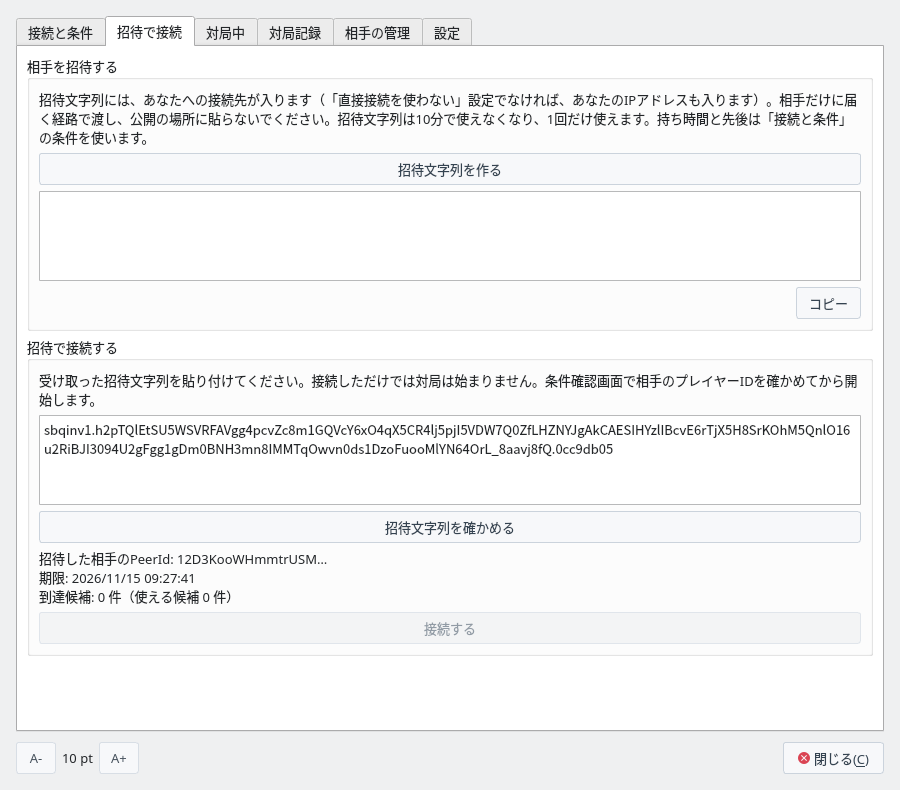 接続と条件 招待で接続 対局中 対局記録 相手の管理 設定
相手を招待する
招待文字列には、あなたへの接続先が入ります（「直接接続を使わない」設定でなければ、あなたのIPアドレスも入ります）。相手だけに届
く経路で渡し、公開の場所に貼らないでください。招待文字列は10分で使えなくなり、1回だけ使えます。持ち時間と先後は「接続と条件」
の条件を使います。
招待文字列を作る
コピー
招待で接続する
受け取った招待文字列を貼り付けてください。接続しただけでは対局は始まりません。条件確認画面で相手のプレイヤーIDを確かめてから開
始します。
sbqinv1.h2pTQlEtSU5WSVRFAVgg4pcvZc8m1GQVcY6xO4qX5CR4lj5pjI5VDW7Q0ZfLHZNYJgAkCAESIHYzlIBcvE6rTjX5H8SrKOhM5QnlO16
u2RiBJI3094U2gFgg1gDm0BNH3mn8IMMTqOwvn0ds1DzoFuooMlYN64OrL_8aavj8fQ.0cc9db05
招待文字列を確かめる
招待した相手のPeerId: 12D3KooWHmmtrUSM...
期限: 2026/11/15 09:27:41
到達候補: 0 件（使える候補 0 件）
接続する
A- 10 pt A+ 閉じる(C)